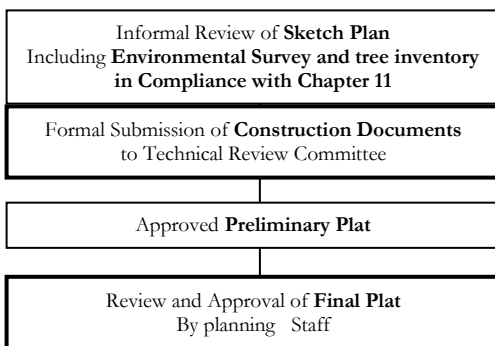 Informal Review of Sketch Plan
Including Environmental Survey and tree inventory
in Compliance with Chapter 11
Formal Submission of Construction Documents
to Technical Review Committee
Approved Preliminary Plat
Review and Approval of Final Plat
By planning Staff